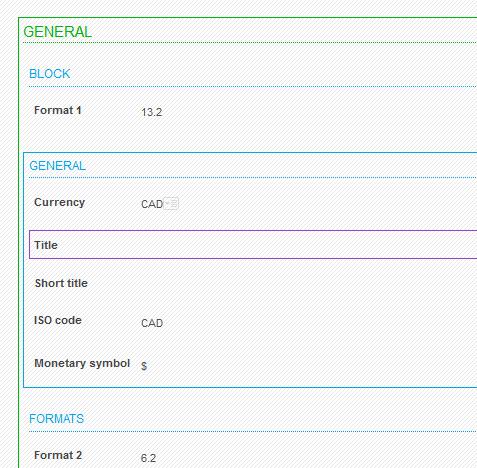 GENERAL
BLOCK
Format 1 13.2
GENERAL
Currency CAD
Title
Short title
ISO code CAD
Monetary symbol $
FORMATS
Format 2 6.2